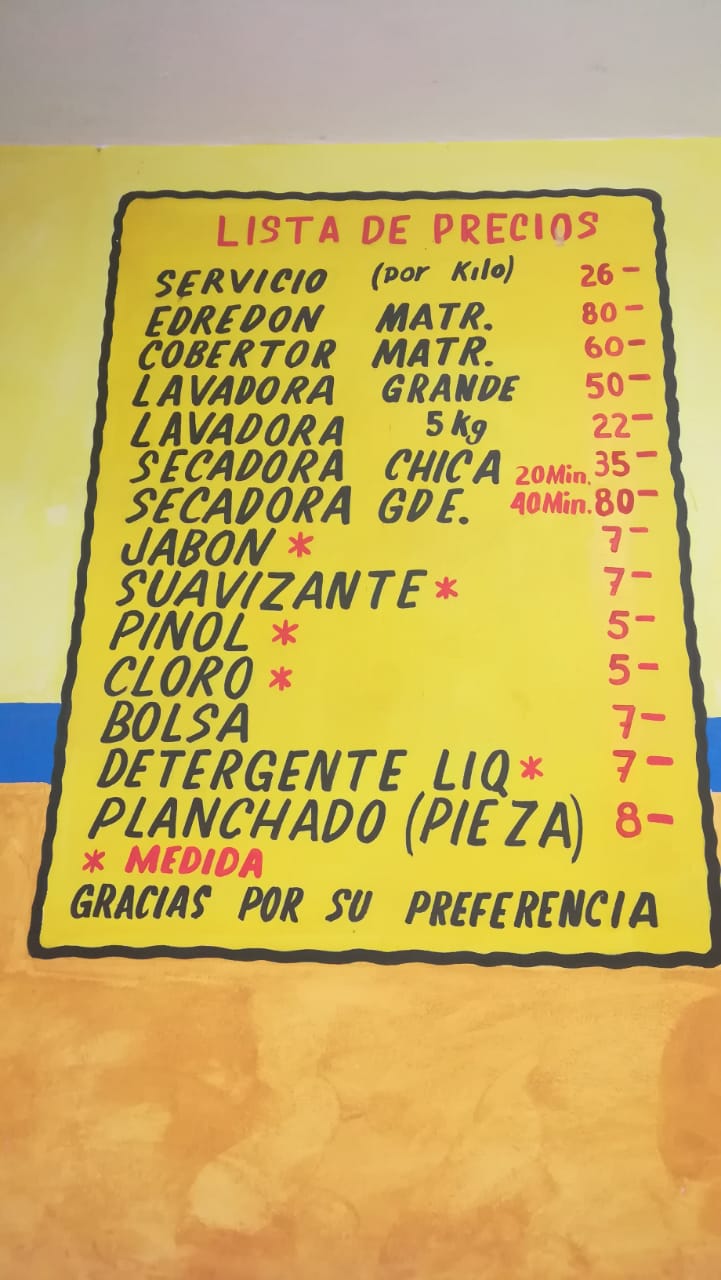 LISTA DE PRECIOS
SERVICIO (por Kilo) 26-
EDREDON MATR. 80-
COBERTOR MATR. 60-
LAVADORA GRANDE 50-
LAVADORA 5 kg 22-
SECADORA CHICA 20Min. 35-
SECADORA GDE. 40Min. 80-
JABON * 7-
SUAVIZANTE * 7-
PINOL * 5-
CLORO * 5-
BOLSA 7-
DETERGENTE LIQ * 7-
PLANCHADO (PIEZA) 8-
* MEDIDA
GRACIAS POR SU PREFERENCIA